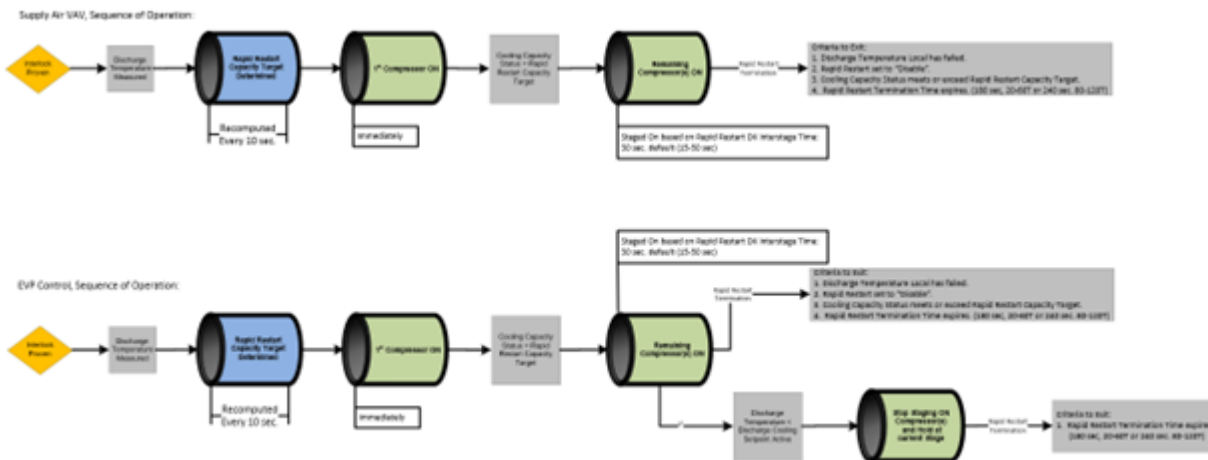 Supply Air VAV, Sequence of Operation:
Interlock
Proven
Discharge
Temperature
Measured
Rapid Restart
Capacity Target
Determined
Recomputed
Every 10 sec.
1st Compressor ON
Immediately
Cooling Capacity
Status < Rapid
Restart Capacity
Target
Remaining
Compressor(s) ON
Staged On based on Rapid Restart DX Interstage Time:
30 sec. default (15-50 sec)
Rapid Restart
Termination
Criteria to Exit:
1. Discharge Temperature Local has failed.
2. Rapid Restart set to "Disable".
3. Cooling Capacity Status meets or exceed Rapid Restart Capacity Target.
4. Rapid Restart Termination Time expires. (180 sec, 20-60T or 240 sec. 80-120T)
EVP Control, Sequence of Operation:
Interlock
Proven
Discharge
Temperature
Measured
Rapid Restart
Capacity Target
Determined
Recomputed
Every 10 sec.
1st Compressor ON
Immediately
Cooling Capacity
Status < Rapid
Restart Capacity
Target
Staged On based on Rapid Restart DX Interstage Time:
30 sec. default (15-50 sec)
Remaining
Compressor(s) ON
Rapid Restart
Termination
Criteria to Exit:
1. Discharge Temperature Local has failed.
2. Rapid Restart set to "Disable".
3. Cooling Capacity Status meets or exceed Rapid Restart Capacity Target.
4. Rapid Restart Termination Time expires. (180 sec, 20-60T or 80-120T)
Discharge
Temperature <
Discharge Cooling
Setpoint Active
Stop staging ON
Compressor(s)
and Hold at
current stage
Rapid Restart
Termination
Criteria to Exit:
1. Rapid Restart Termination Time expire
(180 sec, 20-60T or sec. 80-120T)